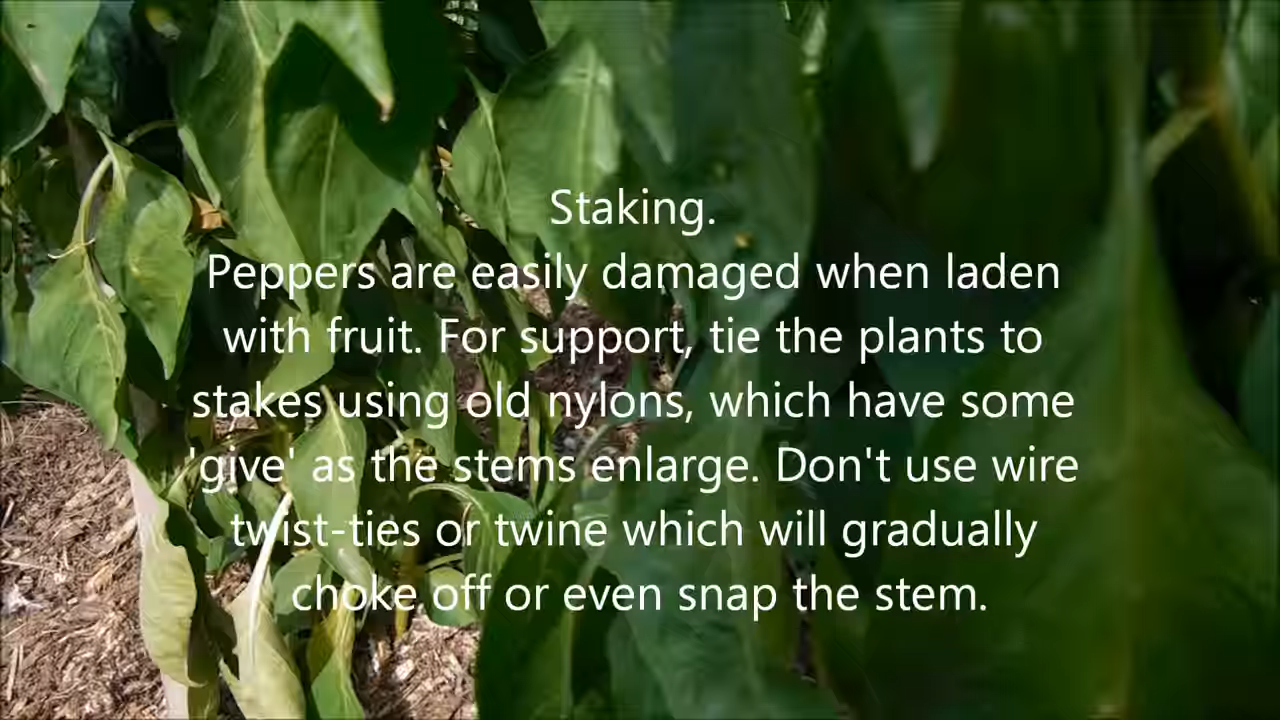 Staking.
Peppers are easily damaged when laden
with fruit. For support, tie the plants to
stakes using old nylons, which have some
'give' as the stems enlarge. Don't use wire
twist-ties or twine which will gradually
choke off or even snap the stem.